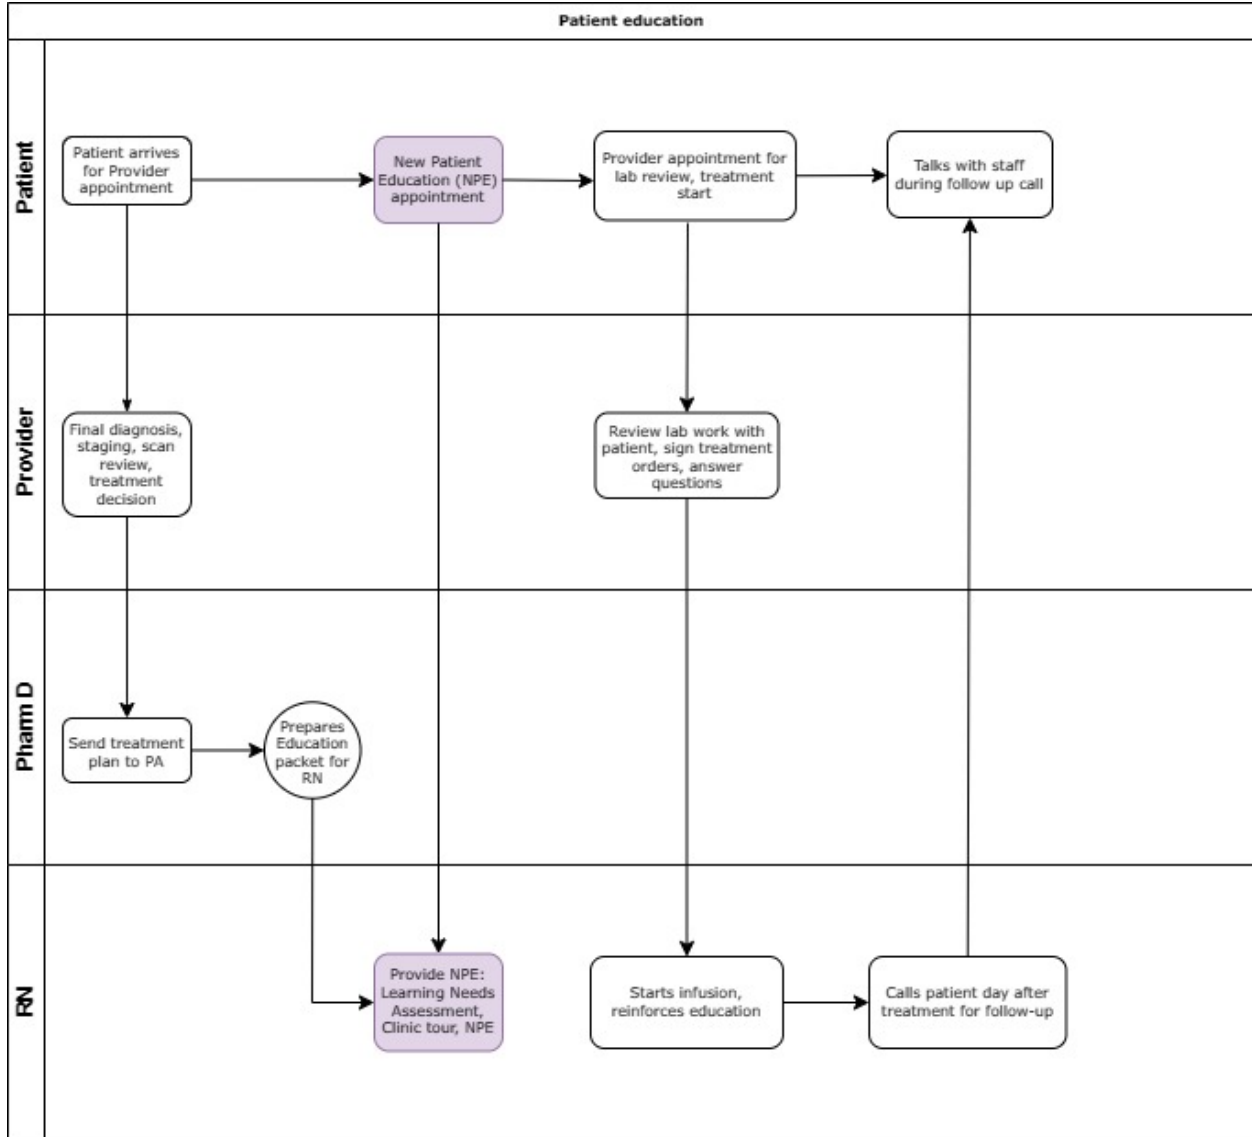 Patient education
Patient
Patient arrives
for Provider
appointment
New Patient
Education (NPE)
appointment
Provider appointment for
lab review, treatment
start
Talks with staff
during follow up call
Provider
Final diagnosis,
staging, scan
review,
treatment
decision
Review lab work with
patient, sign treatment
orders, answer
questions
Pharm D
Send treatment
plan to PA
Prepares
Education
packet for
RN
RN
Provide NPE:
Learning Needs
Assessment,
Clinic tour, NPE
Starts infusion,
reinforces education
Calls patient day after
treatment for follow-up